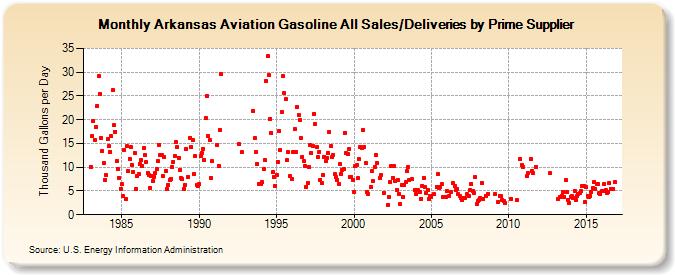 Monthly Arkansas Aviation Gasoline All Sales/Deliveries by Prime Supplier
Thousand Gallons per Day
35
30
25
20
15
10
5
0
1985 1990 1995 2000 2005 2010 2015
Source: U.S. Energy Information Administration